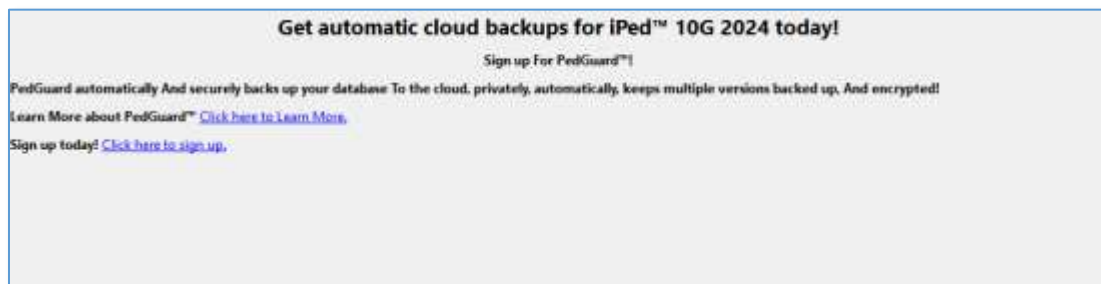 Get automatic cloud backups for iPed™ 10G 2024 today!
Sign up For PedGuard™!
PedGuard automatically And securely backs up your database To the cloud, privately, automatically, keeps multiple versions backed up, And encrypted!
Learn More about PedGuard™ Click here to Learn More.
Sign up today! Click here to sign up.